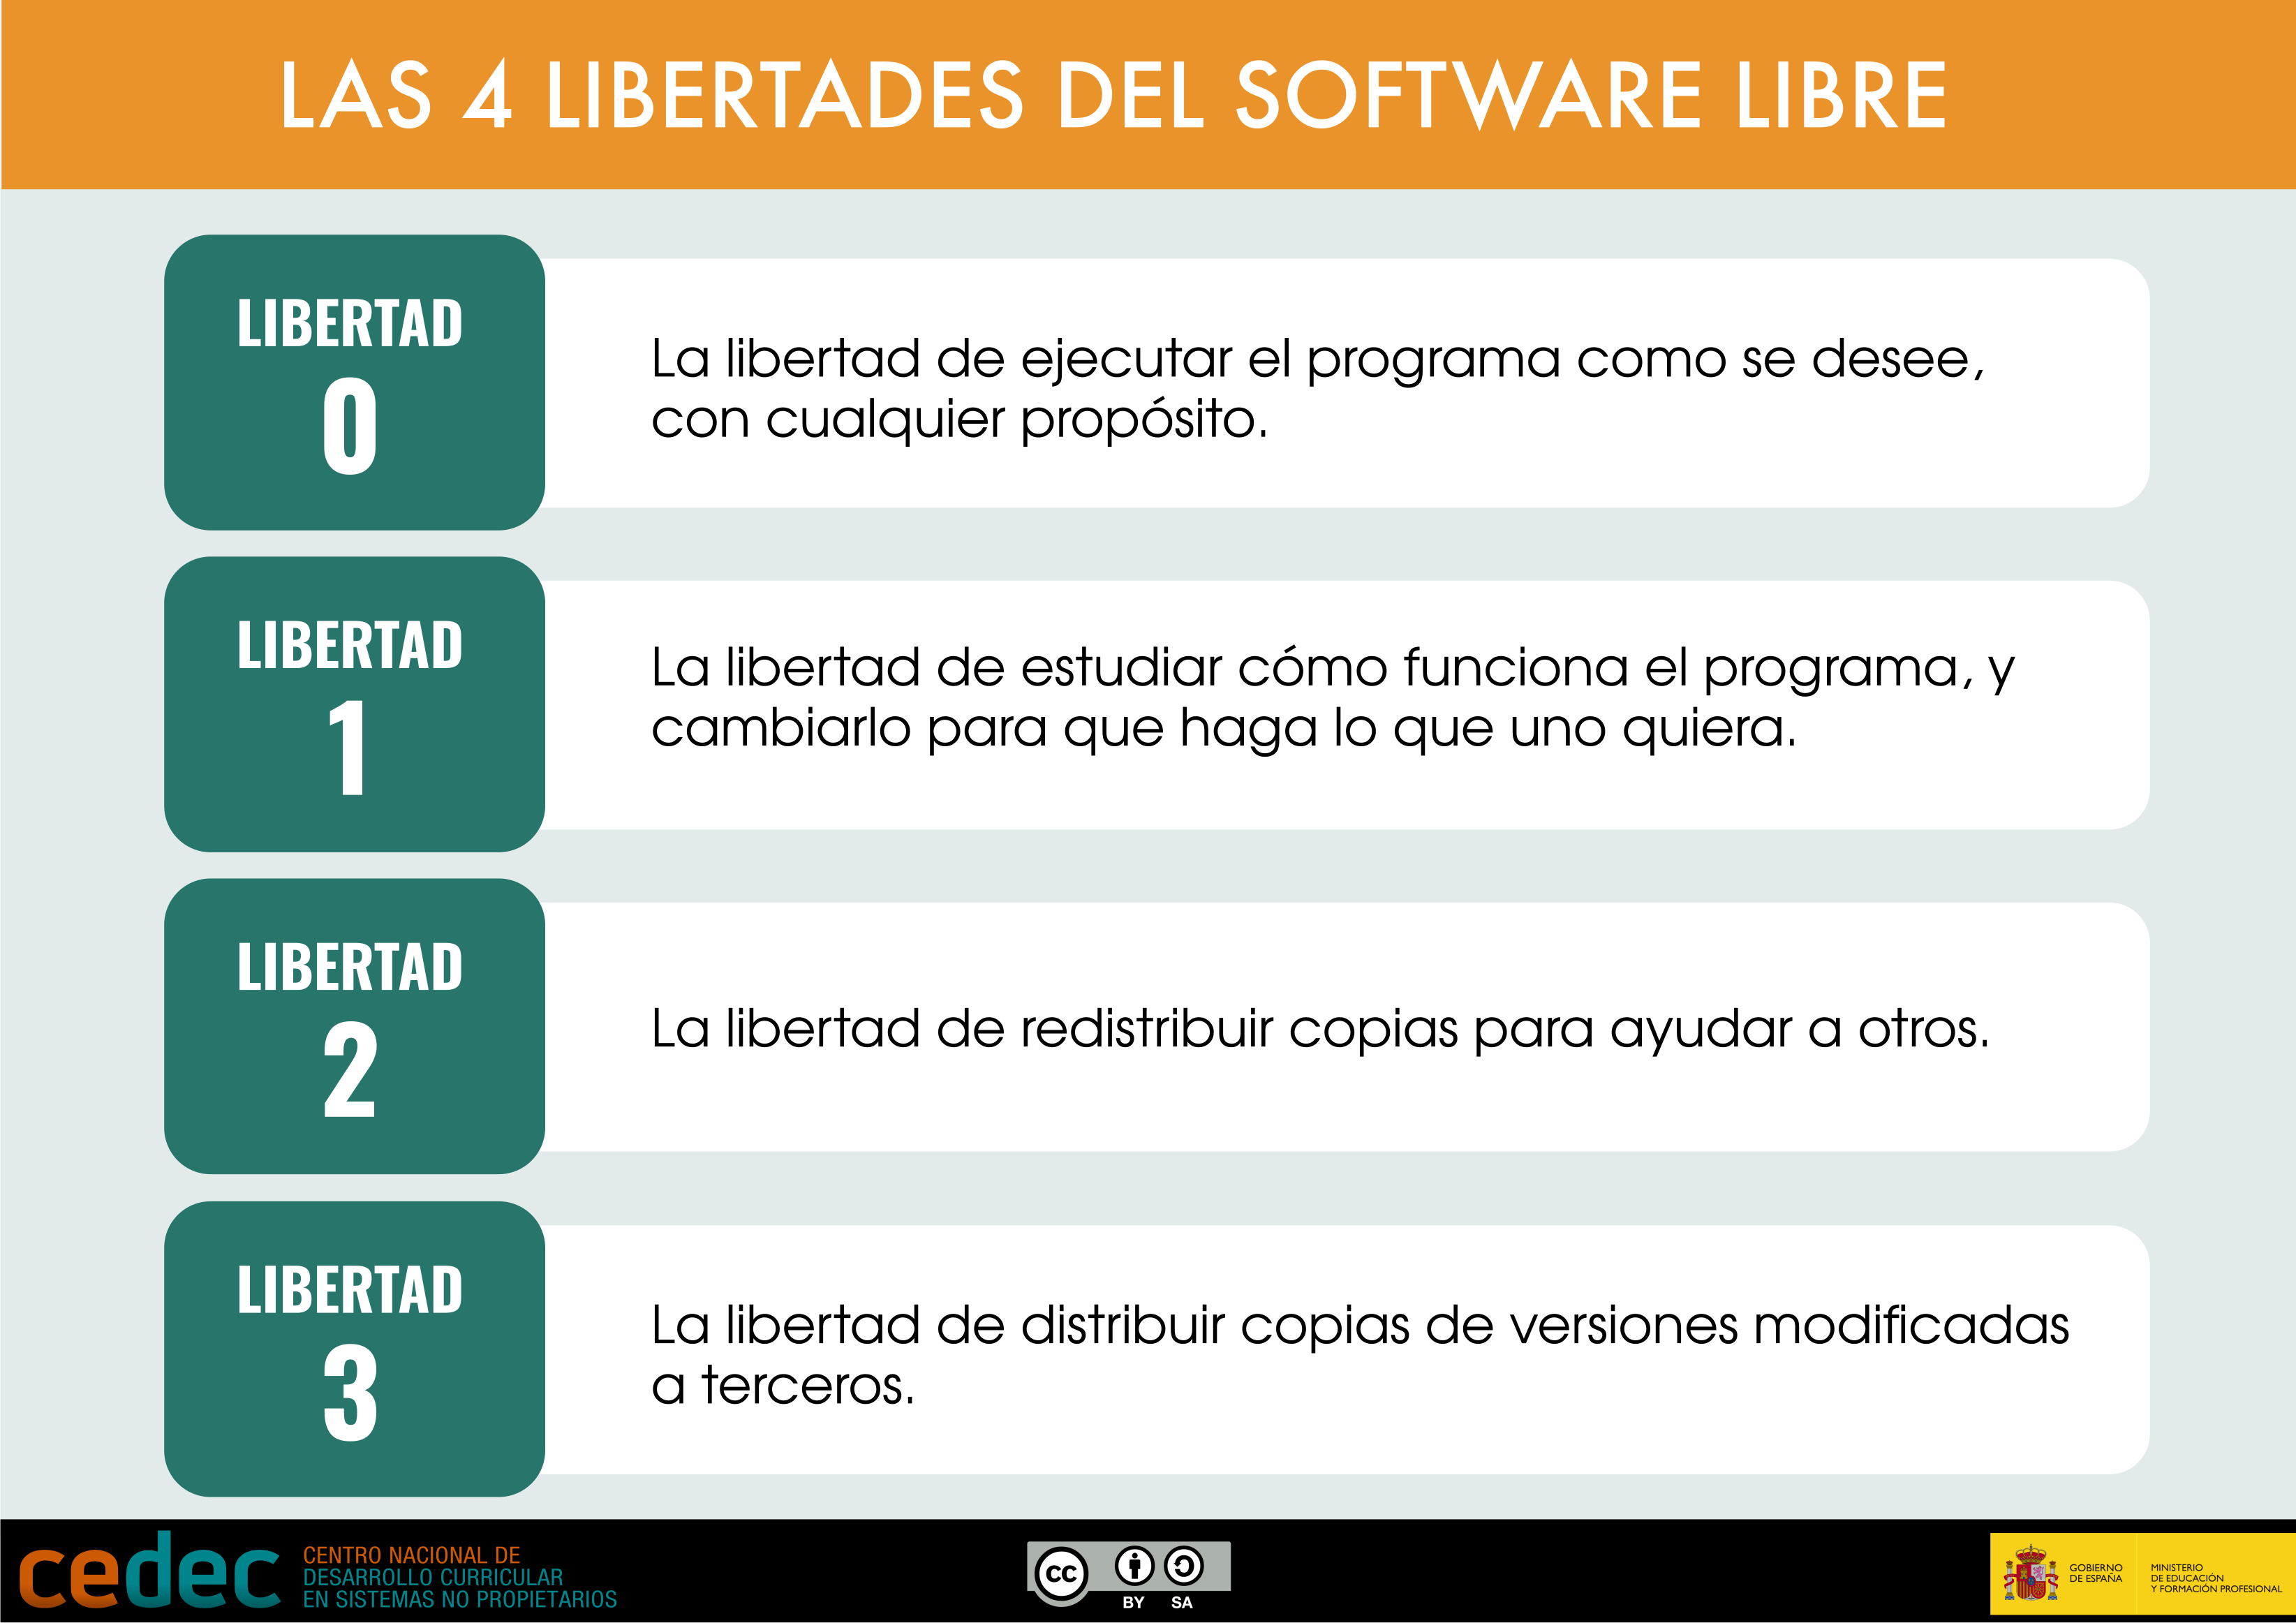 LAS 4 LIBERTADES DEL SOFTWARE LIBRE
LIBERTAD
0
La libertad de ejecutar el programa como se desee,
con cualquier propósito.
LIBERTAD
1
La libertad de estudiar cómo funciona el programa, y
cambiarlo para que haga lo que uno quiera.
LIBERTAD
2
La libertad de redistribuir copias para ayudar a otros.
LIBERTAD
3
La libertad de distribuir copias de versiones modificadas
a terceros.
cedec
CENTRO NACIONAL DE
DESARROLLO CURRICULAR
EN SISTEMAS NO PROPIETARIOS
cc
BY SA
GOBIERNO
DE ESPAÑA
MINISTERIO
DE EDUCACIÓN
Y FORMACIÓN PROFESIONAL